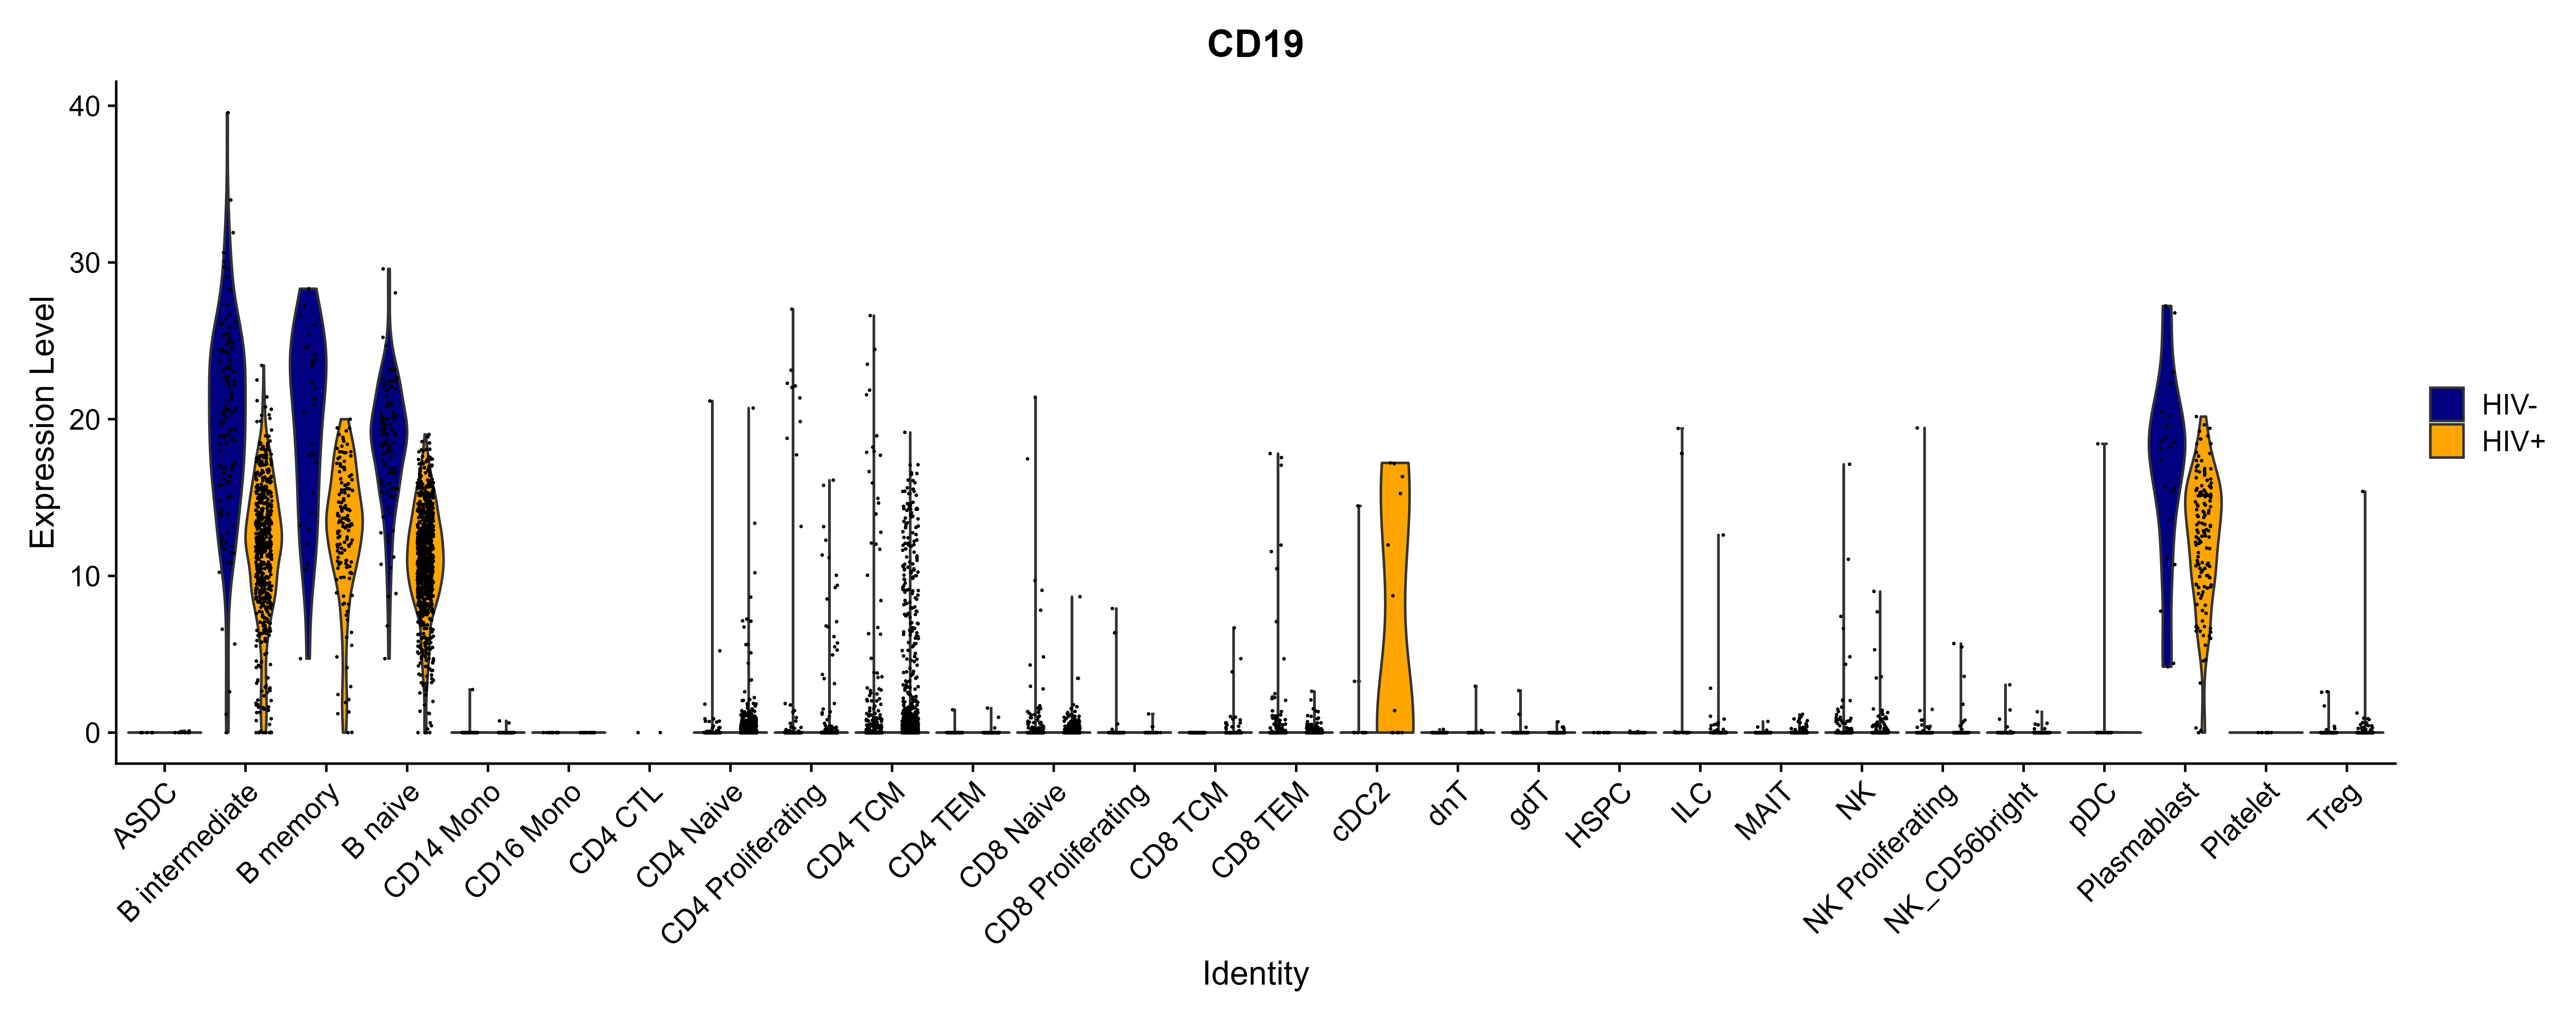 CD19
Expression Level
40
30
20
10
0
ASDC
B intermediate
B memory
B naive
CD14 Mono
CD16 Mono
CD4 CTL
CD4 Naive
CD4 Proliferating
CD4 TCM
CD4 TEM
CD8 Naive
CD8 Proliferating
CD8 TCM
CD8 TEM
cDC2
dnT
gdT
HSPC
ILC
MAIT
NK
NK Proliferating
NK_CD56bright
pDC
Plasmablast
Platelet
Treg
Identity
HIV-
HIV+